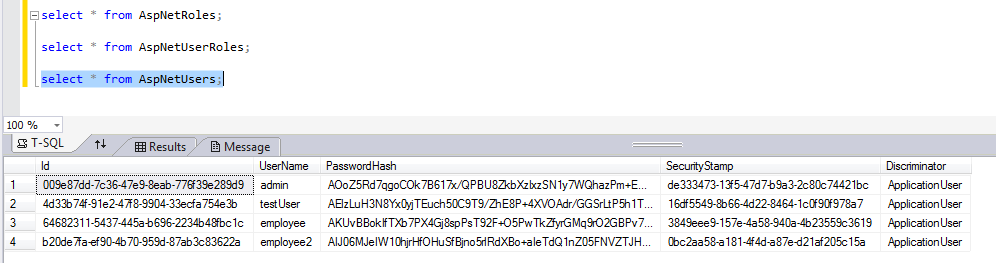 select * from AspNetRoles;
select * from AspNetUserRoles;
select * from AspNetUsers;
100 %
T-SQL Results Message
Id UserName PasswordHash SecurityStamp Discriminator
1 009e87dd-7c36-47e9-8eab-776f39e289d9 admin AOoZ5Rd7qgoCOk7B617x/QPBU8ZkbXzlxzSN1y7WQhazPm+E... de333473-13f5-47d7-b9a3-2c80c74421bc ApplicationUser
2 4d33b74f-91e2-47f8-9904-33ecfa754e3b testUser AEIzLuH3N8Yx0yjTEuch50C9T9/ZhE8P+4XVOAdr/GGSrLtP5h1T... 16df5549-8b66-4d22-8464-1c0f90f978a7 ApplicationUser
3 64682311-5437-445a-b696-2234b48fbc1c employee AKUvBBokIfTXb7PX4Gj8spPsT92F+O5PwTkZfyrGMq9rO2GBPv7... 3849eee9-157e-4a58-940a-4b23559c3619 ApplicationUser
4 b20de7fa-ef90-4b70-959d-87ab3c83622a employee2 AIJ06MJeIW10hjrHfOHuSfBjno5rIRdXBo+aIeTdQ1nZ05FNVZTJH... 0bc2aa58-a181-4f4d-a87e-d21af205c15a ApplicationUser